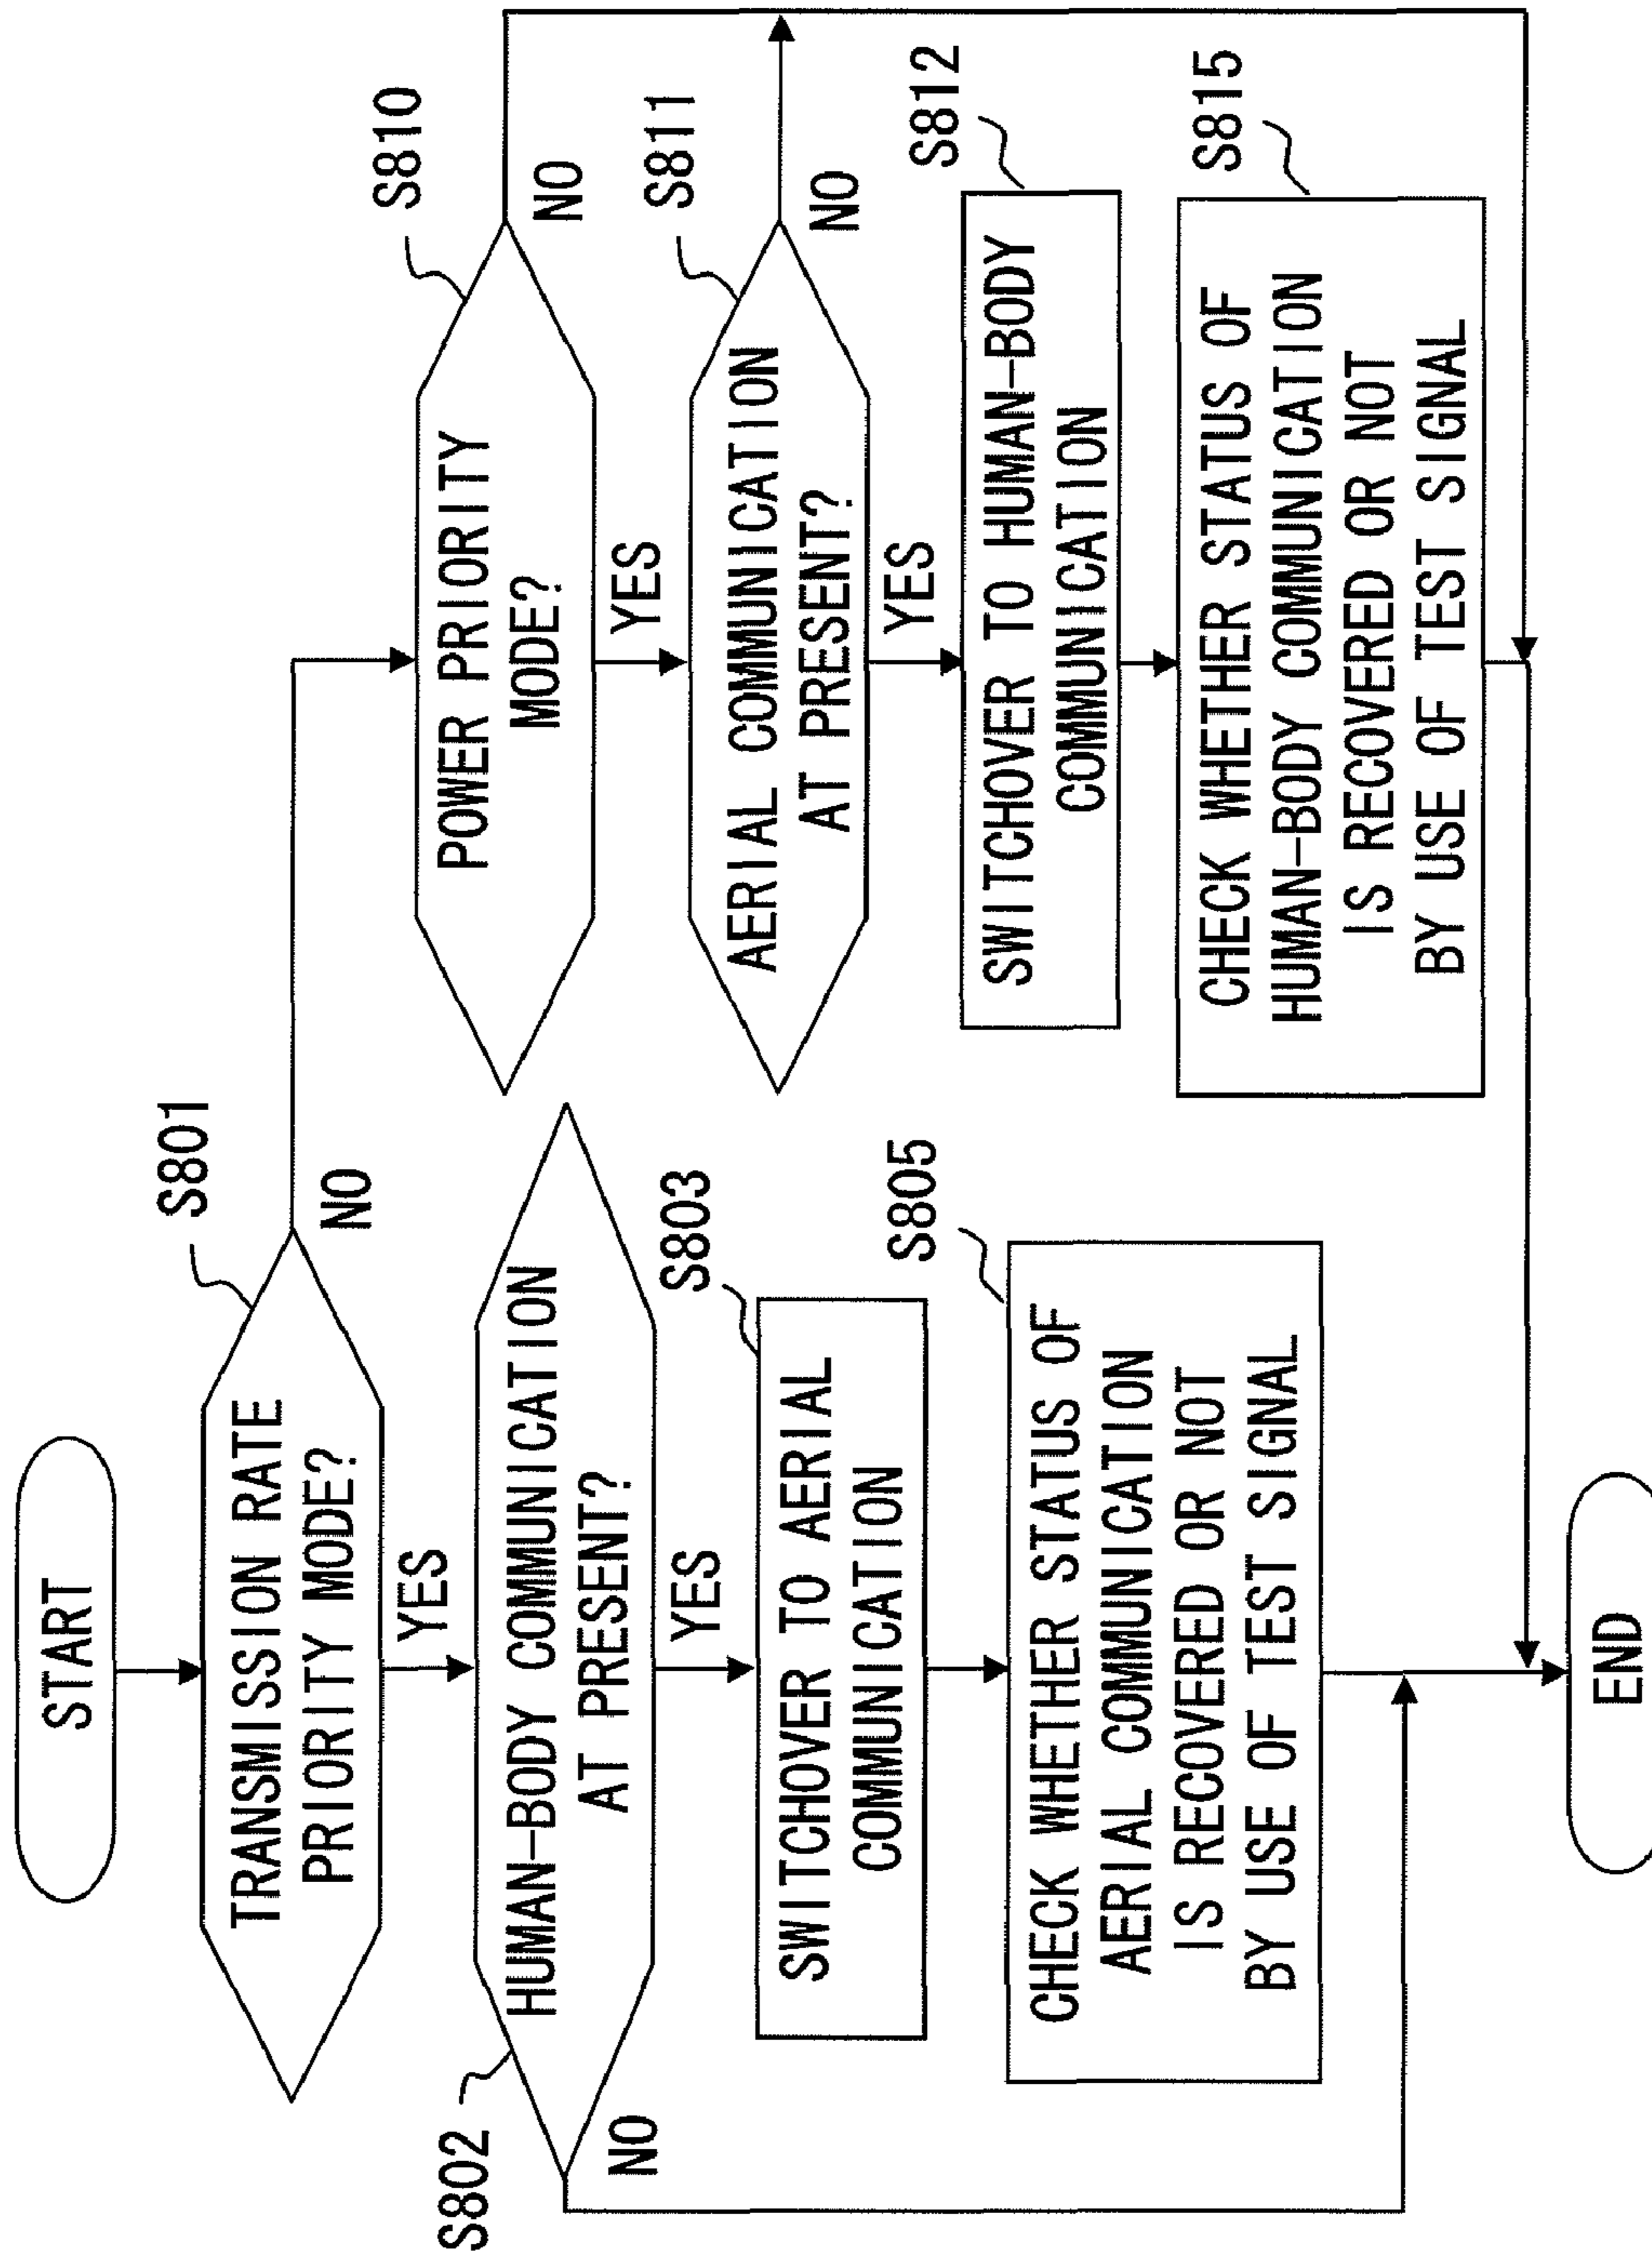 START
S801
TRANSMISSION RATE
PRIORITY MODE?
NO
YES
S802
HUMAN-BODY COMMUNICATION
AT PRESENT?
NO
YES
S803
SWITCHOVER TO AERIAL
COMMUNICATION
S805
CHECK WHETHER STATUS OF
AERIAL COMMUNICATION
IS RECOVERED OR NOT
BY USE OF TEST SIGNAL
S810
POWER PRIORITY
MODE?
NO
YES
S811
AERIAL COMMUNICATION
AT PRESENT?
NO
YES
S812
SWITCHOVER TO HUMAN-BODY
COMMUNICATION
S815
CHECK WHETHER STATUS OF
HUMAN-BODY COMMUNICATION
IS RECOVERED OR NOT
BY USE OF TEST SIGNAL
END